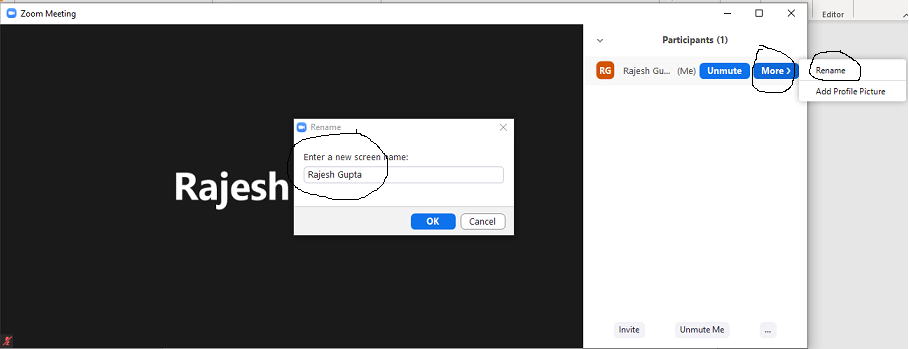 Zoom Meeting
Editor
Participants (1)
RG
Rajesh Gu...
(Me)
Unmute
More >
Rename
Add Profile Picture
Rename
Enter a new screen name:
Rajesh Gupta
Rajesh
OK
Cancel
Invite
Unmute Me
...